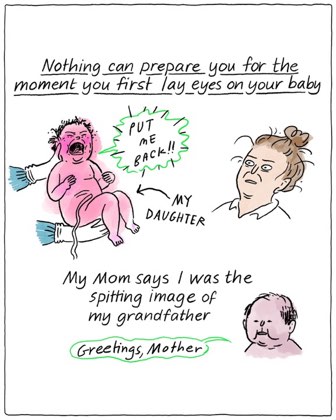 Nothing can prepare you for the
moment you first lay eyes on your baby
PUT
ME
BACK!!
MY
DAUGHTER
My Mom says I was the
spitting image of
my grandfather
Greetings, Mother